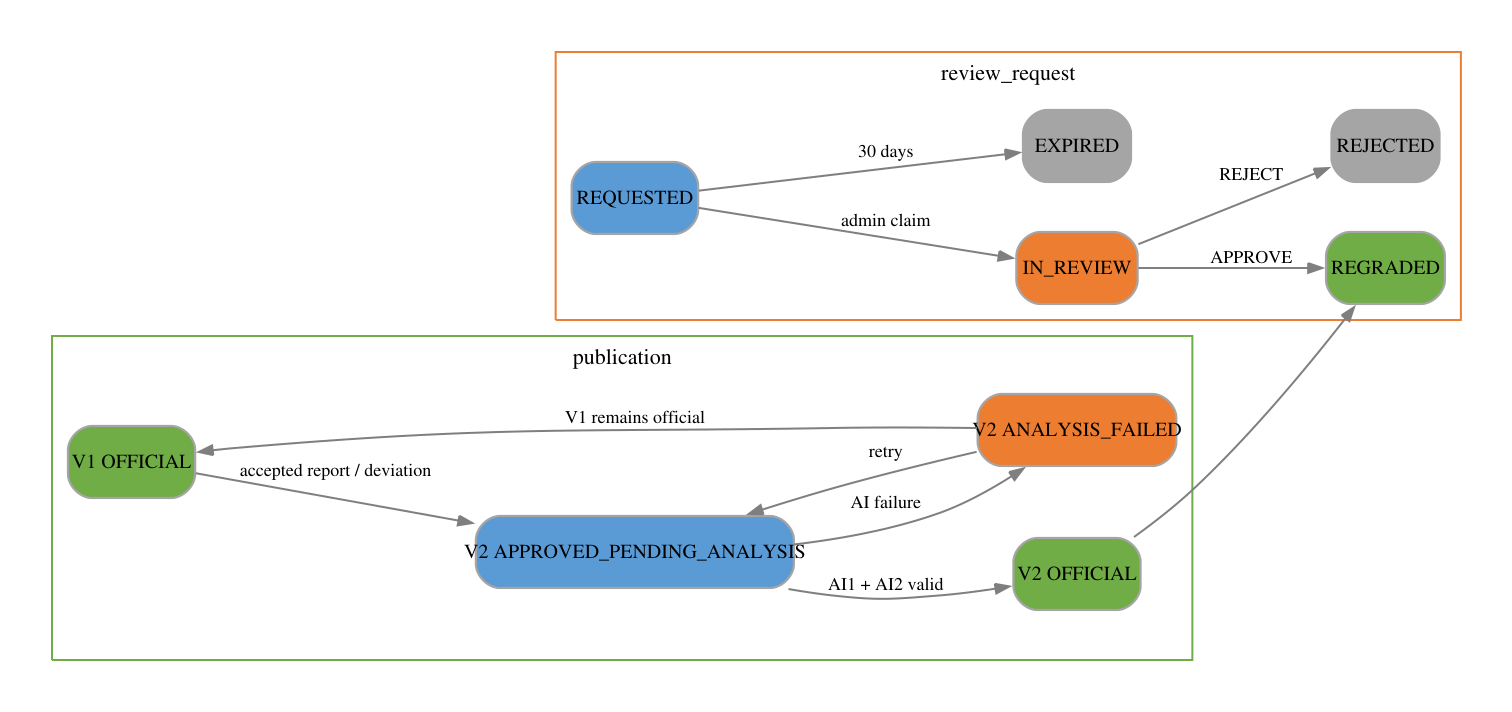 review_request
EXPIRED
REJECTED
30 days
REJECT
REQUESTED
admin claim
IN_REVIEW
APPROVE
REGRADED
publication
V1 remains official
V2 ANALYSIS_FAILED
V1 OFFICIAL
accepted report / deviation
retry
AI failure
V2 APPROVED_PENDING_ANALYSIS
AI1 + AI2 valid
V2 OFFICIAL